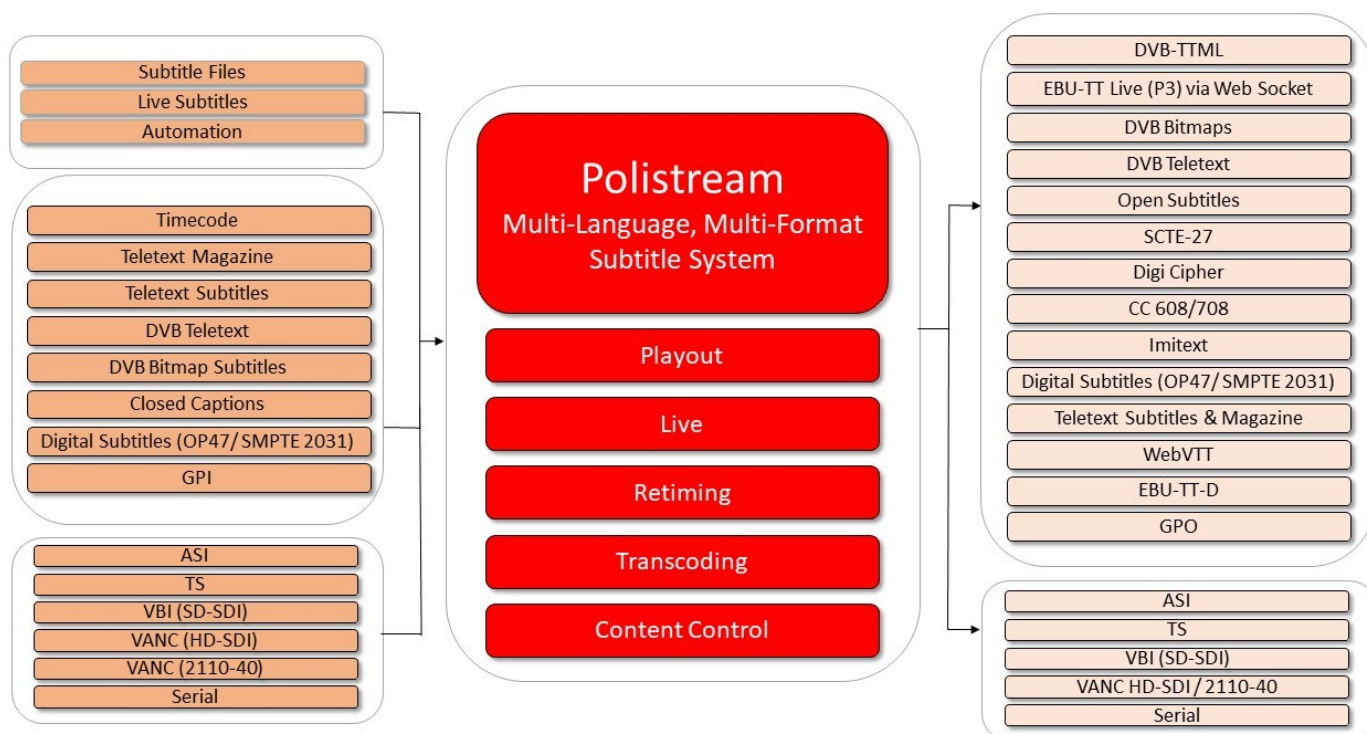 Subtitle Files
Live Subtitles
Automation
Timecode
Teletext Magazine
Teletext Subtitles
DVB Teletext
DVB Bitmap Subtitles
Closed Captions
Digital Subtitles (OP47/ SMPTE 2031)
GPI
ASI
TS
VBI (SD-SDI)
VANC (HD-SDI)
VANC (2110-40)
Serial
Polistream
Multi-Language, Multi-Format
Subtitle System
Playout
Live
Retiming
Transcoding
Content Control
DVB-TTML
EBU-TT Live (P3) via Web Socket
DVB Bitmaps
DVB Teletext
Open Subtitles
SCTE-27
Digi Cipher
CC 608/708
Imitext
Digital Subtitles (OP47/ SMPTE 2031)
Teletext Subtitles & Magazine
WebVTT
EBU-TT-D
GPO
ASI
TS
VBI (SD-SDI)
VANC HD-SDI / 2110-40
Serial